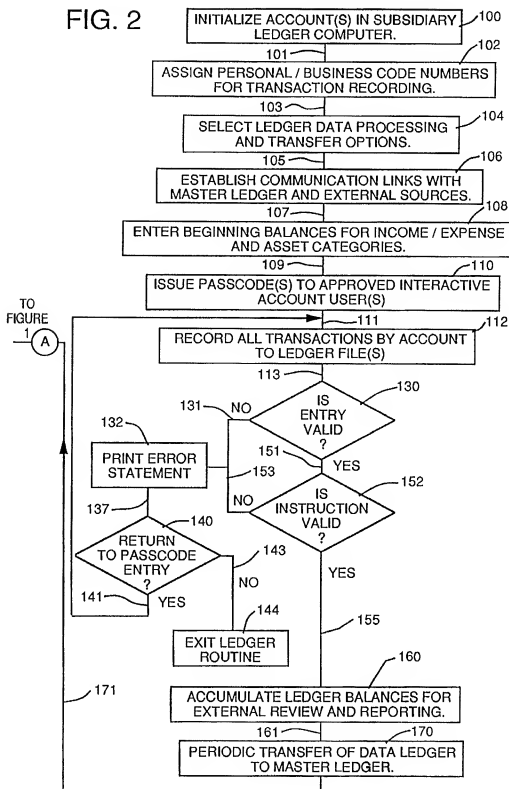 FIG. 2
INITIALIZE ACCOUNT(S) IN SUBSIDIARY
LEDGER COMPUTER.
100
101
102
ASSIGN PERSONAL / BUSINESS CODE NUMBERS
FOR TRANSACTION RECORDING.
103
104
SELECT LEDGER DATA PROCESSING
AND TRANSFER OPTIONS.
105
106
ESTABLISH COMMUNICATION LINKS WITH
MASTER LEDGER AND EXTERNAL SOURCES.
107
108
ENTER BEGINNING BALANCES FOR INCOME / EXPENSE
AND ASSET CATEGORIES.
109
110
ISSUE PASSCODE(S) TO APPROVED INTERACTIVE
ACCOUNT USER(S)
TO
FIGURE
1
A
111
112
RECORD ALL TRANSACTIONS BY ACCOUNT
TO LEDGER FILE(S)
113
130
IS
ENTRY
VALID
?
131
NO
132
PRINT ERROR
STATEMENT
151
YES
153
152
IS
INSTRUCTION
VALID
?
NO
137
140
RETURN
TO PASSCODE
ENTRY
?
143
NO
YES
141
YES
144
EXIT LEDGER
ROUTINE
155
160
ACCUMULATE LEDGER BALANCES FOR
EXTERNAL REVIEW AND REPORTING.
171
161
170
PERIODIC TRANSFER OF DATA LEDGER
TO MASTER LEDGER.